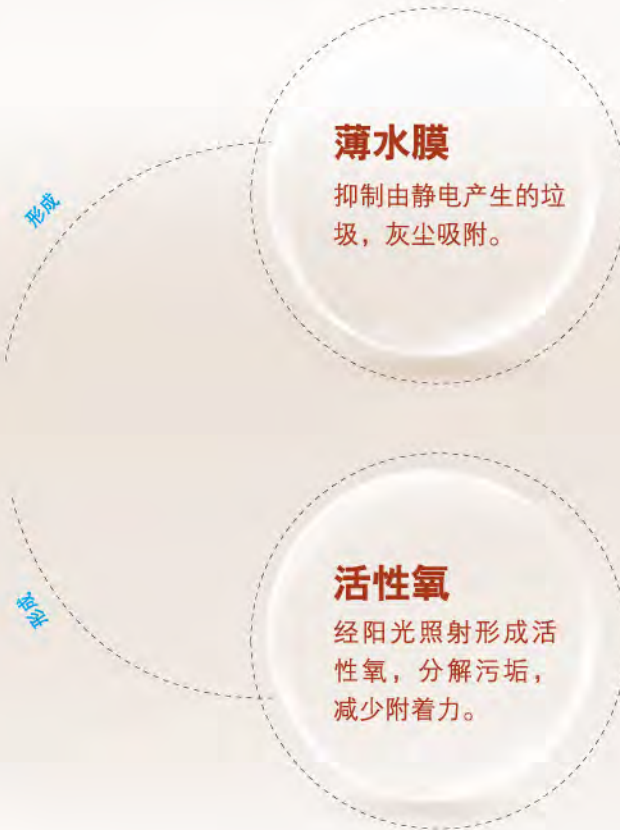 形成
薄水膜
抑制由静电产生的垃
圾，灰尘吸附。
形成
活性氧
经阳光照射形成活
性氧，分解污垢，
减少附着力。